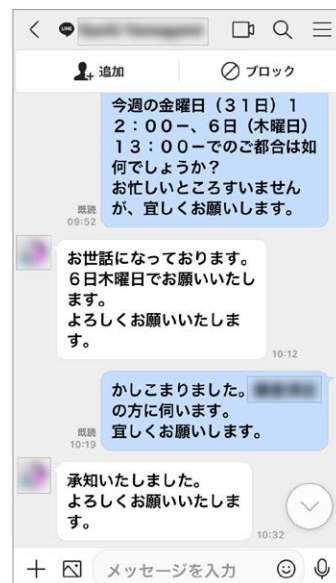 LINE
追加
ブロック
今週の金曜日（31日）1
2：00ー、6日（木曜日）
13：00ーでのご都合は如
何でしょうか？
お忙しいところすいません
が、宜しくお願いします。
既読
09:52
お世話になっております。
6日木曜日でお願いいたし
ます。
よろしくお願いいたしま
す。
10:12
かしこまりました。
の方に伺います。
宜しくお願いします。
既読
10:19
承知いたしました。
よろしくお願いいたしま
す。
10:32
メッセージを入力